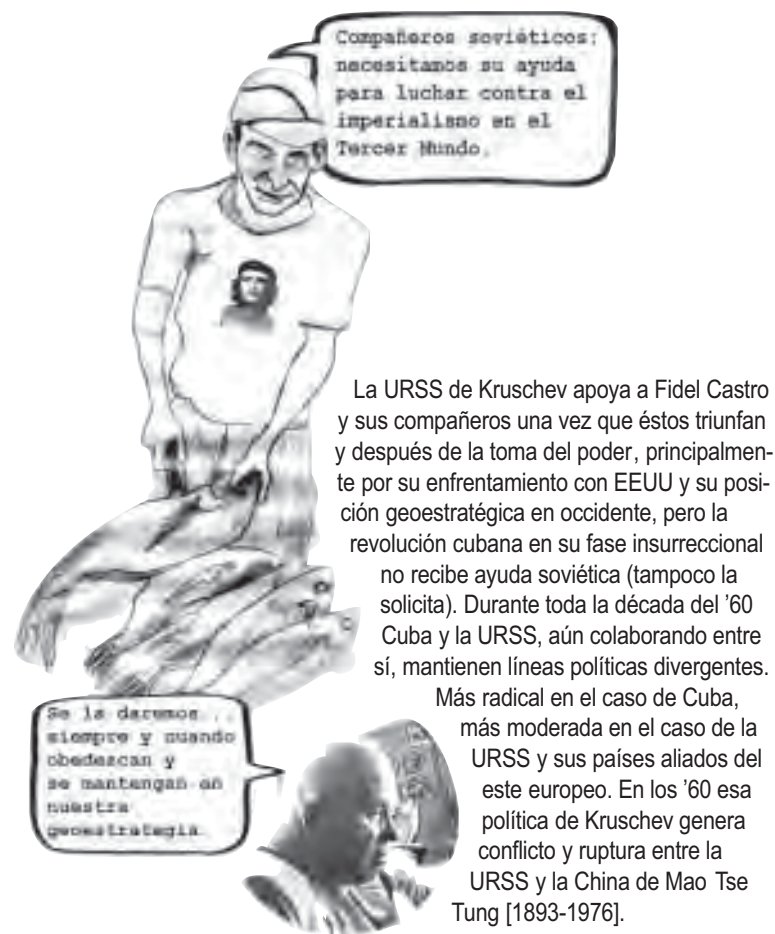 Compañeros soviéticos:
necesitamos su ayuda
para luchar contra el
imperialismo en el
Tercer Mundo.
La URSS de Kruschev apoya a Fidel Castro
y sus compañeros una vez que éstos triunfan
y después de la toma del poder, principalmen-
te por su enfrentamiento con EEUU y su posi-
ción geoestratégica en occidente, pero la
revolución cubana en su fase insurreccional
no recibe ayuda soviética (tampoco la
solicita). Durante toda la década del ’60
Cuba y la URSS, aún colaborando entre
sí, mantienen líneas políticas divergentes.
Más radical en el caso de Cuba,
más moderada en el caso de la
URSS y sus países aliados del
este europeo. En los ’60 esa
política de Kruschev genera
conflicto y ruptura entre la
URSS y la China de Mao Tse
Tung [1893-1976].
Se la daremos...
siempre y cuando
obedescan y
se mantengan en
nuestra
geoestrategia.